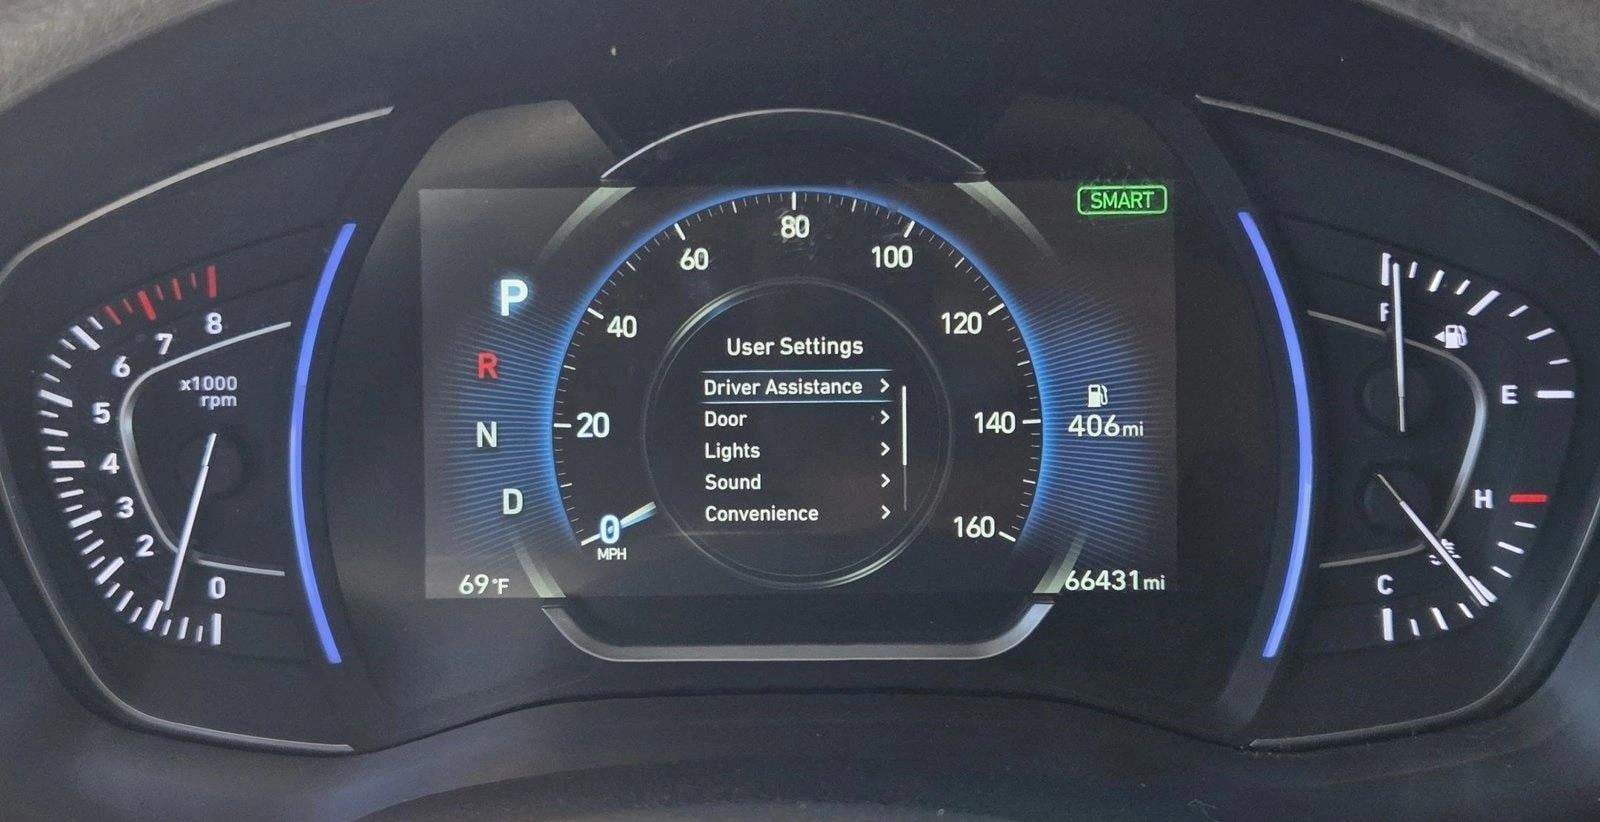 8
7
6
5
4
3
2
0
x1000
rpm
P
R
N
D
69°F
0
MPH
20
40
60
80
100
120
140
160
User Settings
Driver Assistance >
Door >
Lights >
Sound >
Convenience >
SMART
406mi
66431mi
F
E
H
C